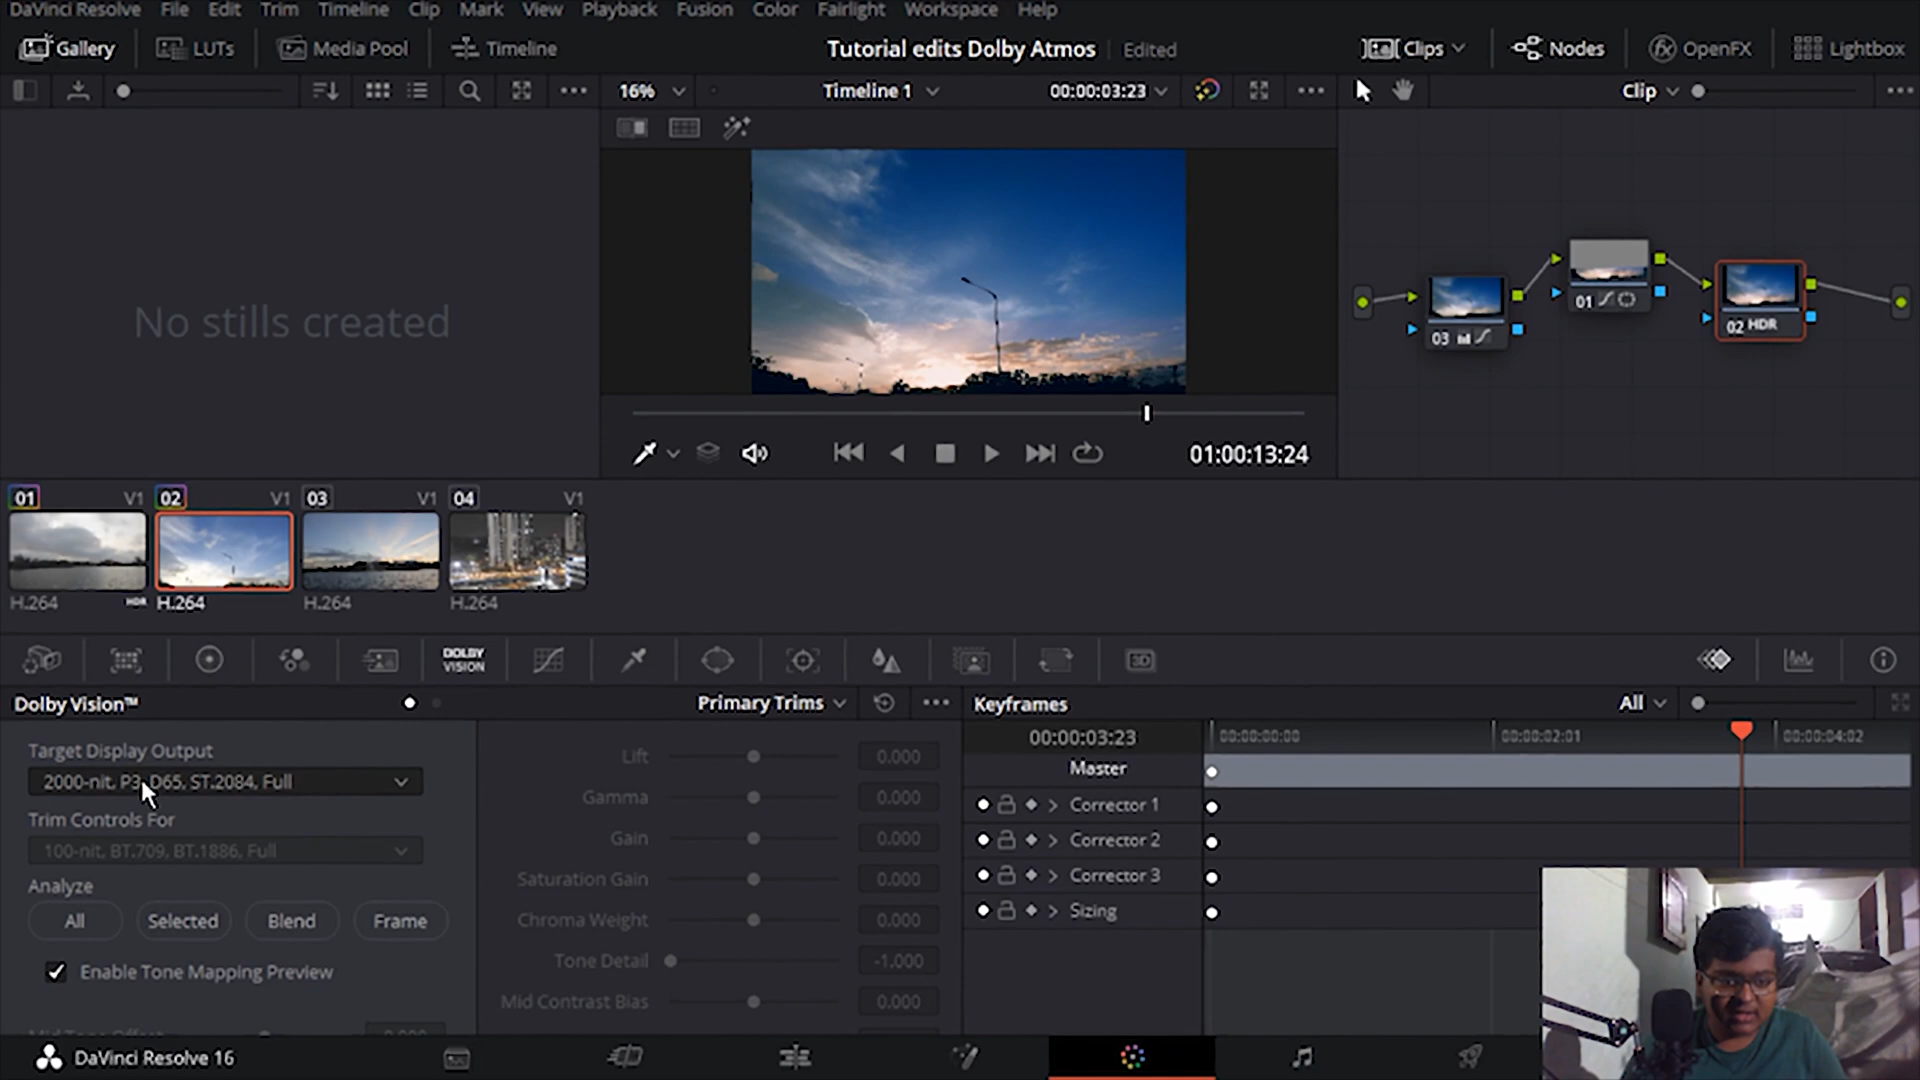 DaVinci Resolve File Edit Trim Timeline Clip Mark View Playback Fusion Color Fairlight Workspace Help
Gallery LUTs Media Pool Timeline Tutorial edits Dolby Atmos Edited Clips Nodes OpenFX Lightbox
16% Timeline 1 00:00:03:23 Clip
No stills created
01
02 HDR
03
01:00:13:24
01 V1 02 V1 03 V1 04 V1
H.264 HDR H.264 H.264 H.264
DOLBY
VISION
3D
Dolby Vision™ Primary Trims Keyframes All
Target Display Output
2000-nit, P3, D65, ST.2084, Full
Trim Controls For
100-nit, BT.709, BT.1886, Full
Analyze
All Selected Blend Frame
Enable Tone Mapping Preview
Lift 0.000
Gamma 0.000
Gain 0.000
Saturation Gain 0.000
Chroma Weight 0.000
Tone Detail -1.000
Mid Contrast Bias 0.000
00:00:03:23 00:00:00:00 00:00:02:01 00:00:04:02
Master
Corrector 1
Corrector 2
Corrector 3
Sizing
DaVinci Resolve 16